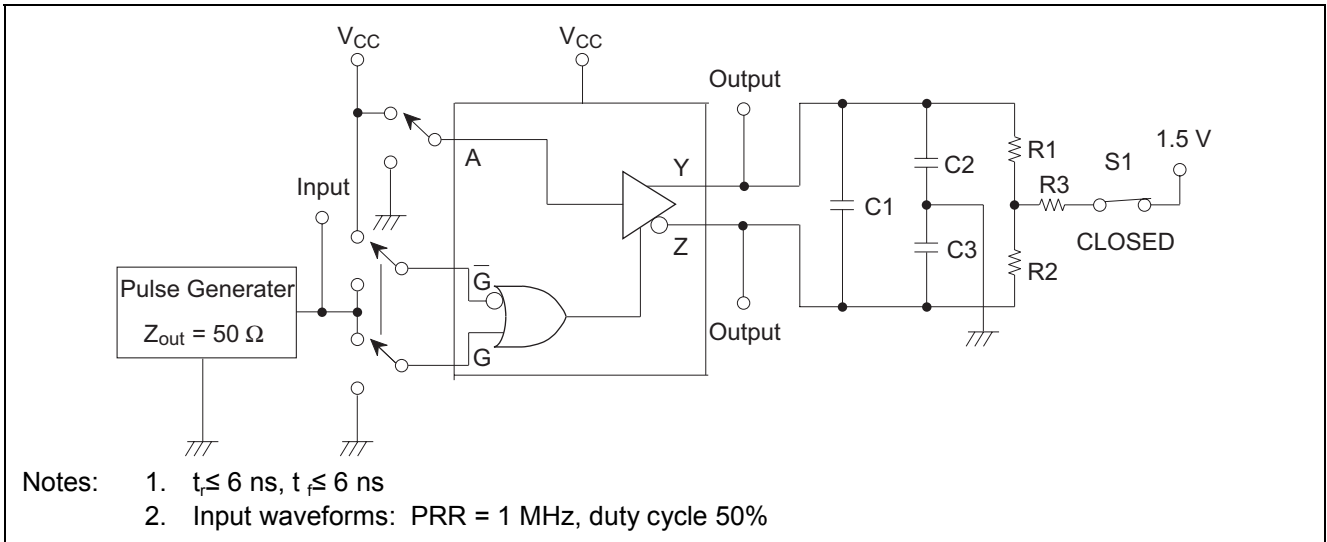 VCC
VCC
Output
Input
A
Y
Z
G̅
G
Pulse Generater
Zout = 50 Ω
Output
C1
C2
C3
R1
R2
R3
S1
1.5 V
CLOSED
Notes: 1. tr≤ 6 ns, t f≤ 6 ns
2. Input waveforms: PRR = 1 MHz, duty cycle 50%